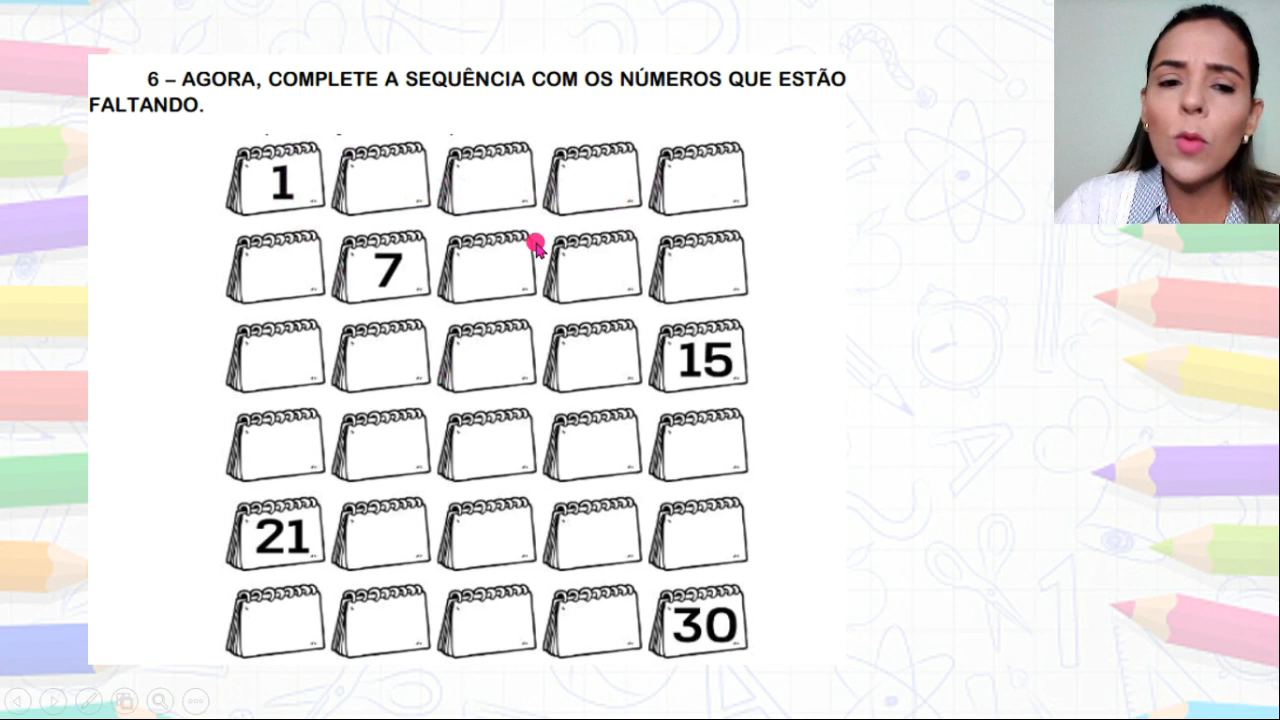 6 – AGORA, COMPLETE A SEQUÊNCIA COM OS NÚMEROS QUE ESTÃO
FALTANDO.
1
7
15
21
30